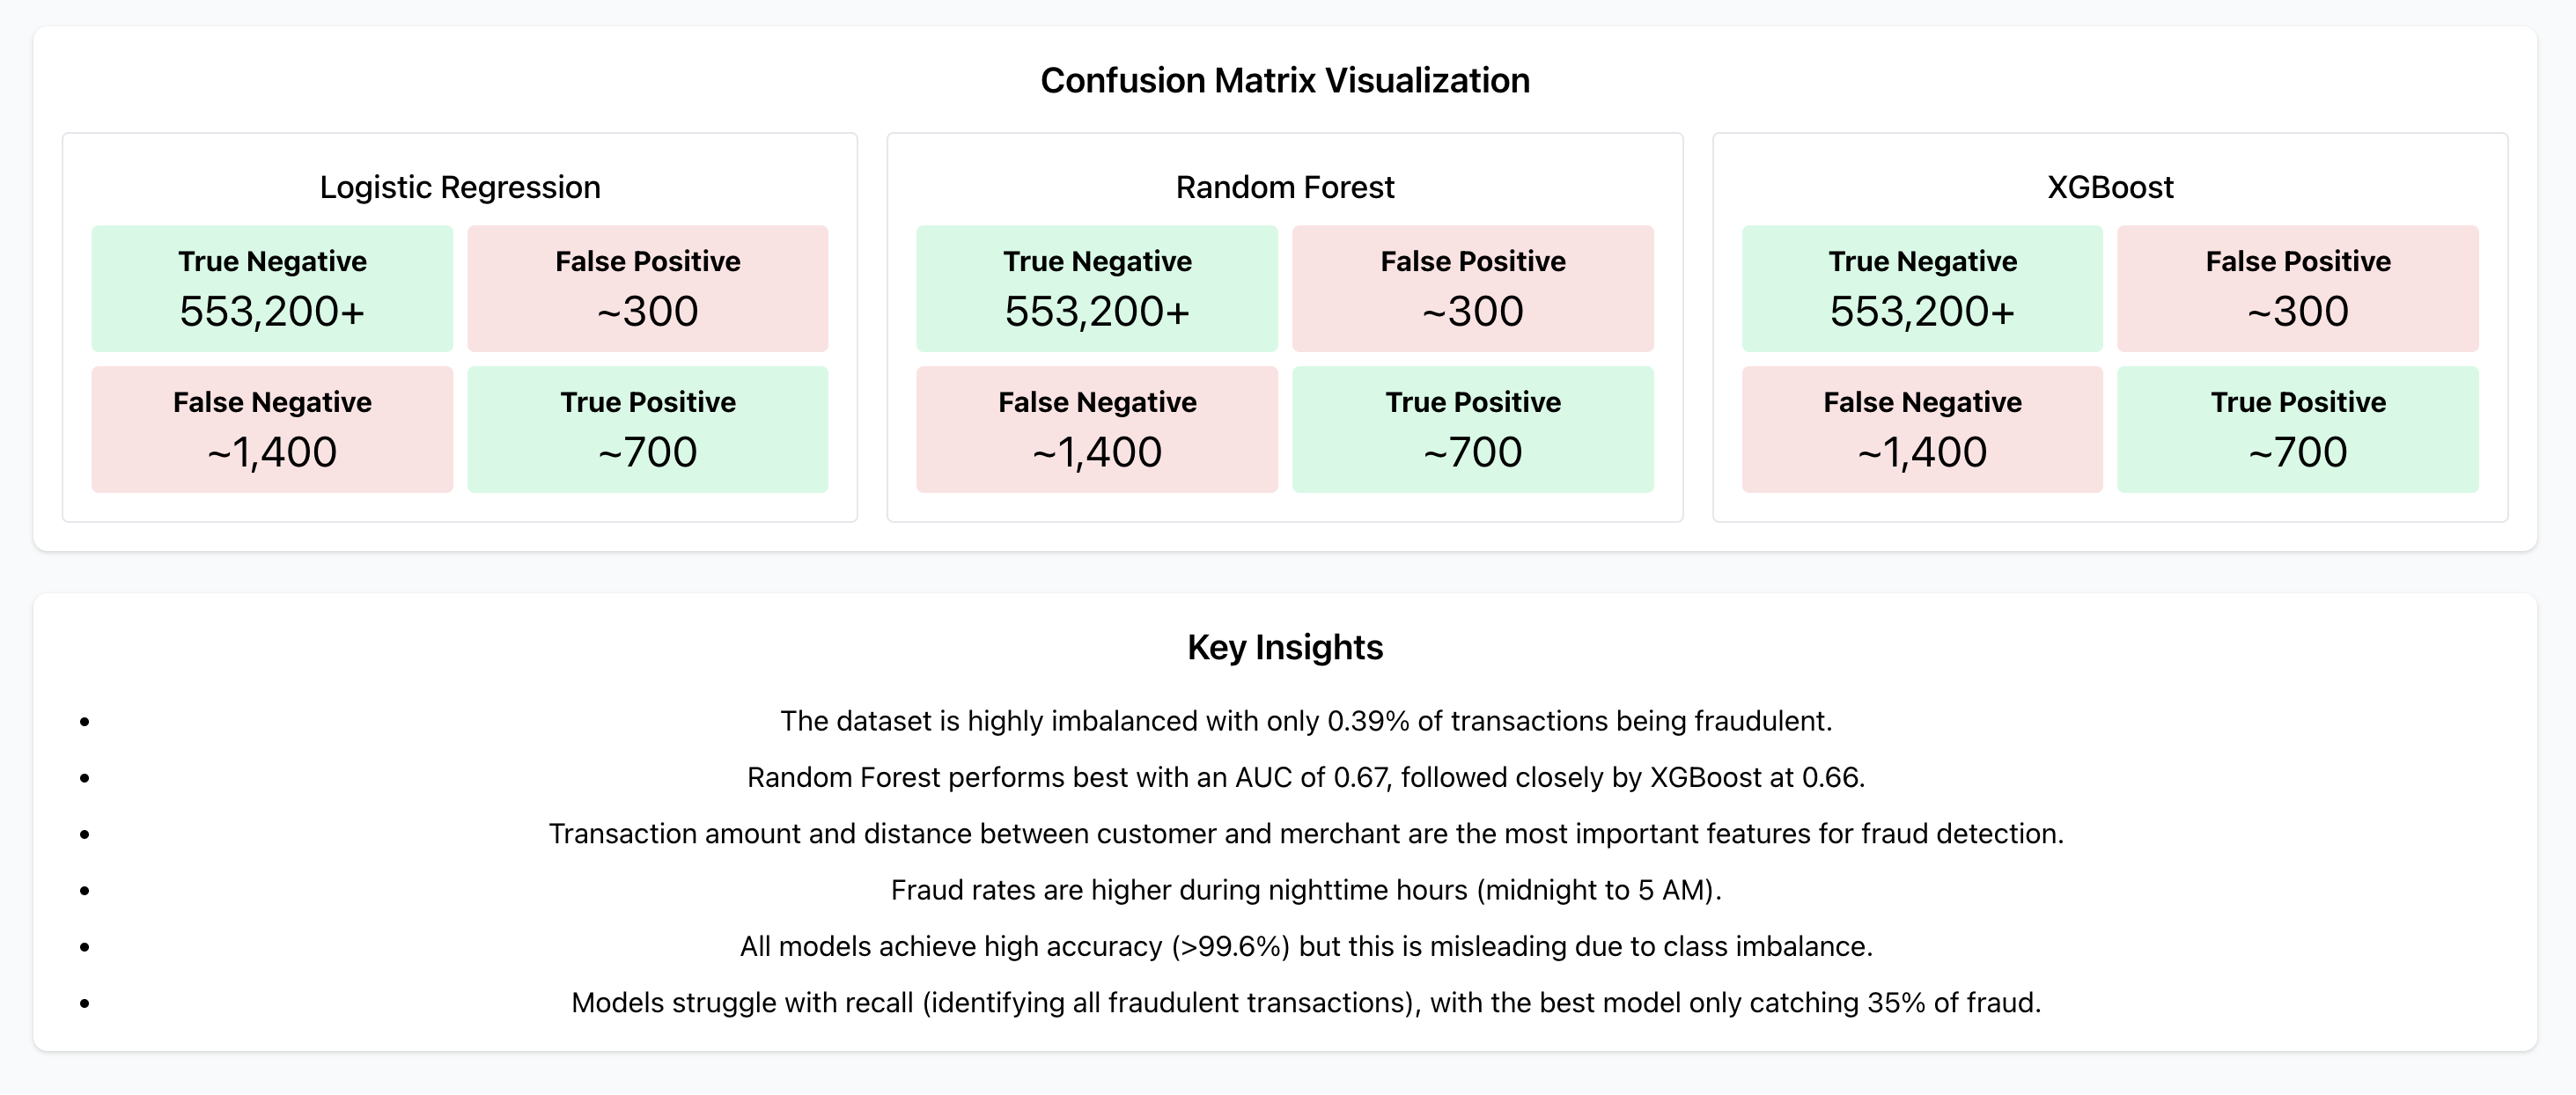 Confusion Matrix Visualization
Logistic Regression
True Negative
553,200+
False Positive
~300
False Negative
~1,400
True Positive
~700
Random Forest
True Negative
553,200+
False Positive
~300
False Negative
~1,400
True Positive
~700
XGBoost
True Negative
553,200+
False Positive
~300
False Negative
~1,400
True Positive
~700
Key Insights
• The dataset is highly imbalanced with only 0.39% of transactions being fraudulent.
• Random Forest performs best with an AUC of 0.67, followed closely by XGBoost at 0.66.
• Transaction amount and distance between customer and merchant are the most important features for fraud detection.
• Fraud rates are higher during nighttime hours (midnight to 5 AM).
• All models achieve high accuracy (>99.6%) but this is misleading due to class imbalance.
• Models struggle with recall (identifying all fraudulent transactions), with the best model only catching 35% of fraud.